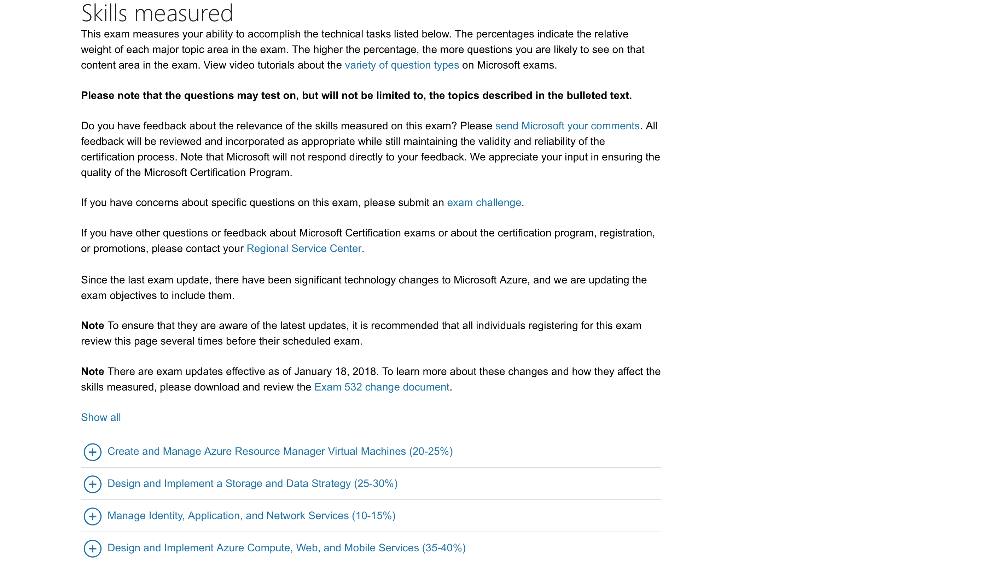 Skills measured
This exam measures your ability to accomplish the technical tasks listed below. The percentages indicate the relative
weight of each major topic area in the exam. The higher the percentage, the more questions you are likely to see on that
content area in the exam. View video tutorials about the variety of question types on Microsoft exams.
Please note that the questions may test on, but will not be limited to, the topics described in the bulleted text.
Do you have feedback about the relevance of the skills measured on this exam? Please send Microsoft your comments. All
feedback will be reviewed and incorporated as appropriate while still maintaining the validity and reliability of the
certification process. Note that Microsoft will not respond directly to your feedback. We appreciate your input in ensuring the
quality of the Microsoft Certification Program.
If you have concerns about specific questions on this exam, please submit an exam challenge.
If you have other questions or feedback about Microsoft Certification exams or about the certification program, registration,
or promotions, please contact your Regional Service Center.
Since the last exam update, there have been significant technology changes to Microsoft Azure, and we are updating the
exam objectives to include them.
Note To ensure that they are aware of the latest updates, it is recommended that all individuals registering for this exam
review this page several times before their scheduled exam.
Note There are exam updates effective as of January 18, 2018. To learn more about these changes and how they affect the
skills measured, please download and review the Exam 532 change document.
Show all
Create and Manage Azure Resource Manager Virtual Machines (20-25%)
Design and Implement a Storage and Data Strategy (25-30%)
Manage Identity, Application, and Network Services (10-15%)
Design and Implement Azure Compute, Web, and Mobile Services (35-40%)